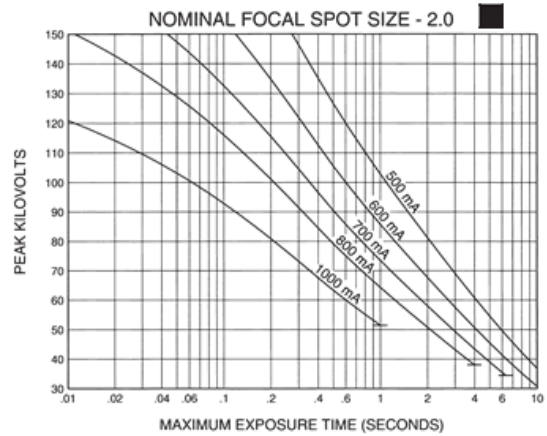 NOMINAL FOCAL SPOT SIZE - 2.0
150
140
130
120
110
100
90
80
70
60
50
40
30
PEAK KILOVOLTS
500 mA
600 mA
700 mA
800 mA
1000 mA
.01 .02 .04 .06 .1 .2 .4 .6 1 2 4 6 10
MAXIMUM EXPOSURE TIME (SECONDS)